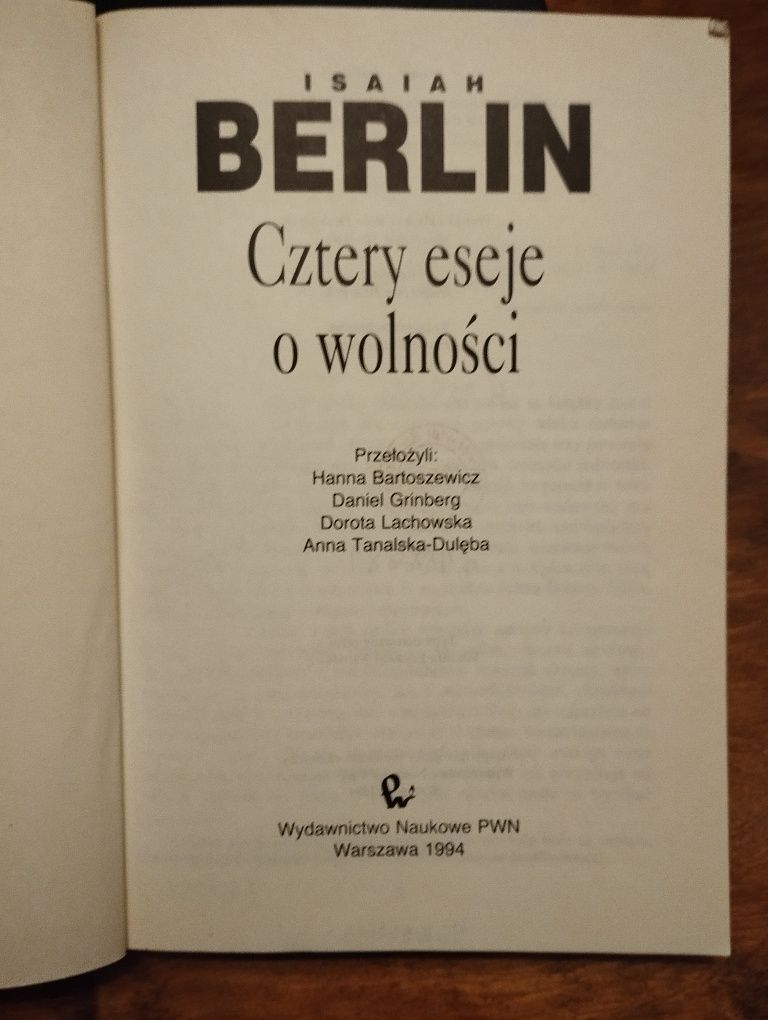 ISAIAH
BERLIN
Cztery eseje
o wolności
Przełożyli:
Hanna Bartoszewicz
Daniel Grinberg
Dorota Lachowska
Anna Tanalska-Dulęba
Wydawnictwo Naukowe PWN
Warszawa 1994